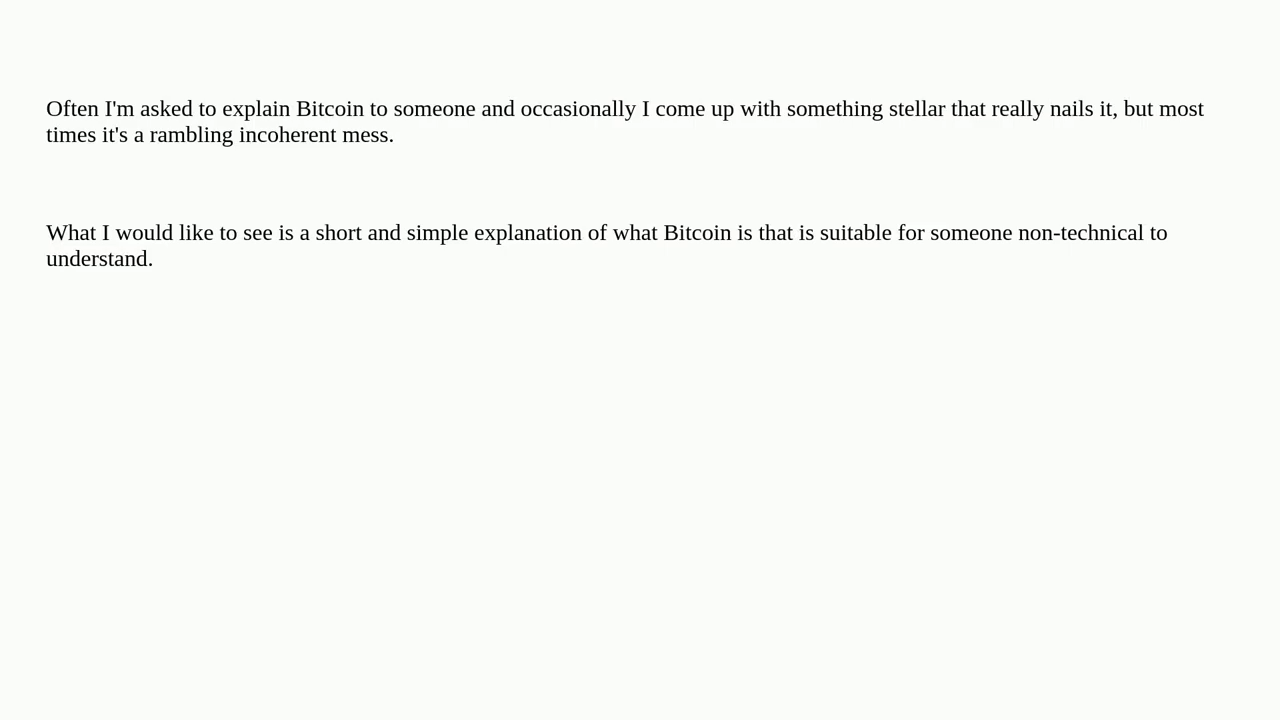 Often I'm asked to explain Bitcoin to someone and occasionally I come up with something stellar that really nails it, but most
times it's a rambling incoherent mess.
What I would like to see is a short and simple explanation of what Bitcoin is that is suitable for someone non-technical to
understand.